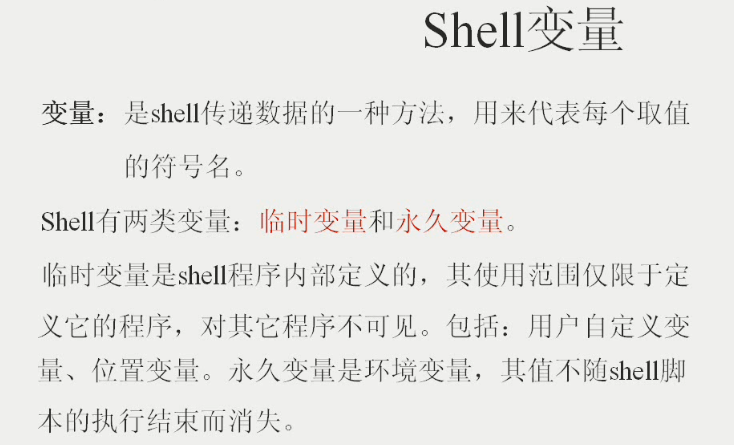 Shell变量
变量：是shell传递数据的一种方法，用来代表每个取值
的符号名。
Shell有两类变量：临时变量和永久变量。
临时变量是shell程序内部定义的，其使用范围仅限于定
义它的程序，对其它程序不可见。包括：用户自定义变
量、位置变量。永久变量是环境变量，其值不随shell脚
本的执行结束而消失。